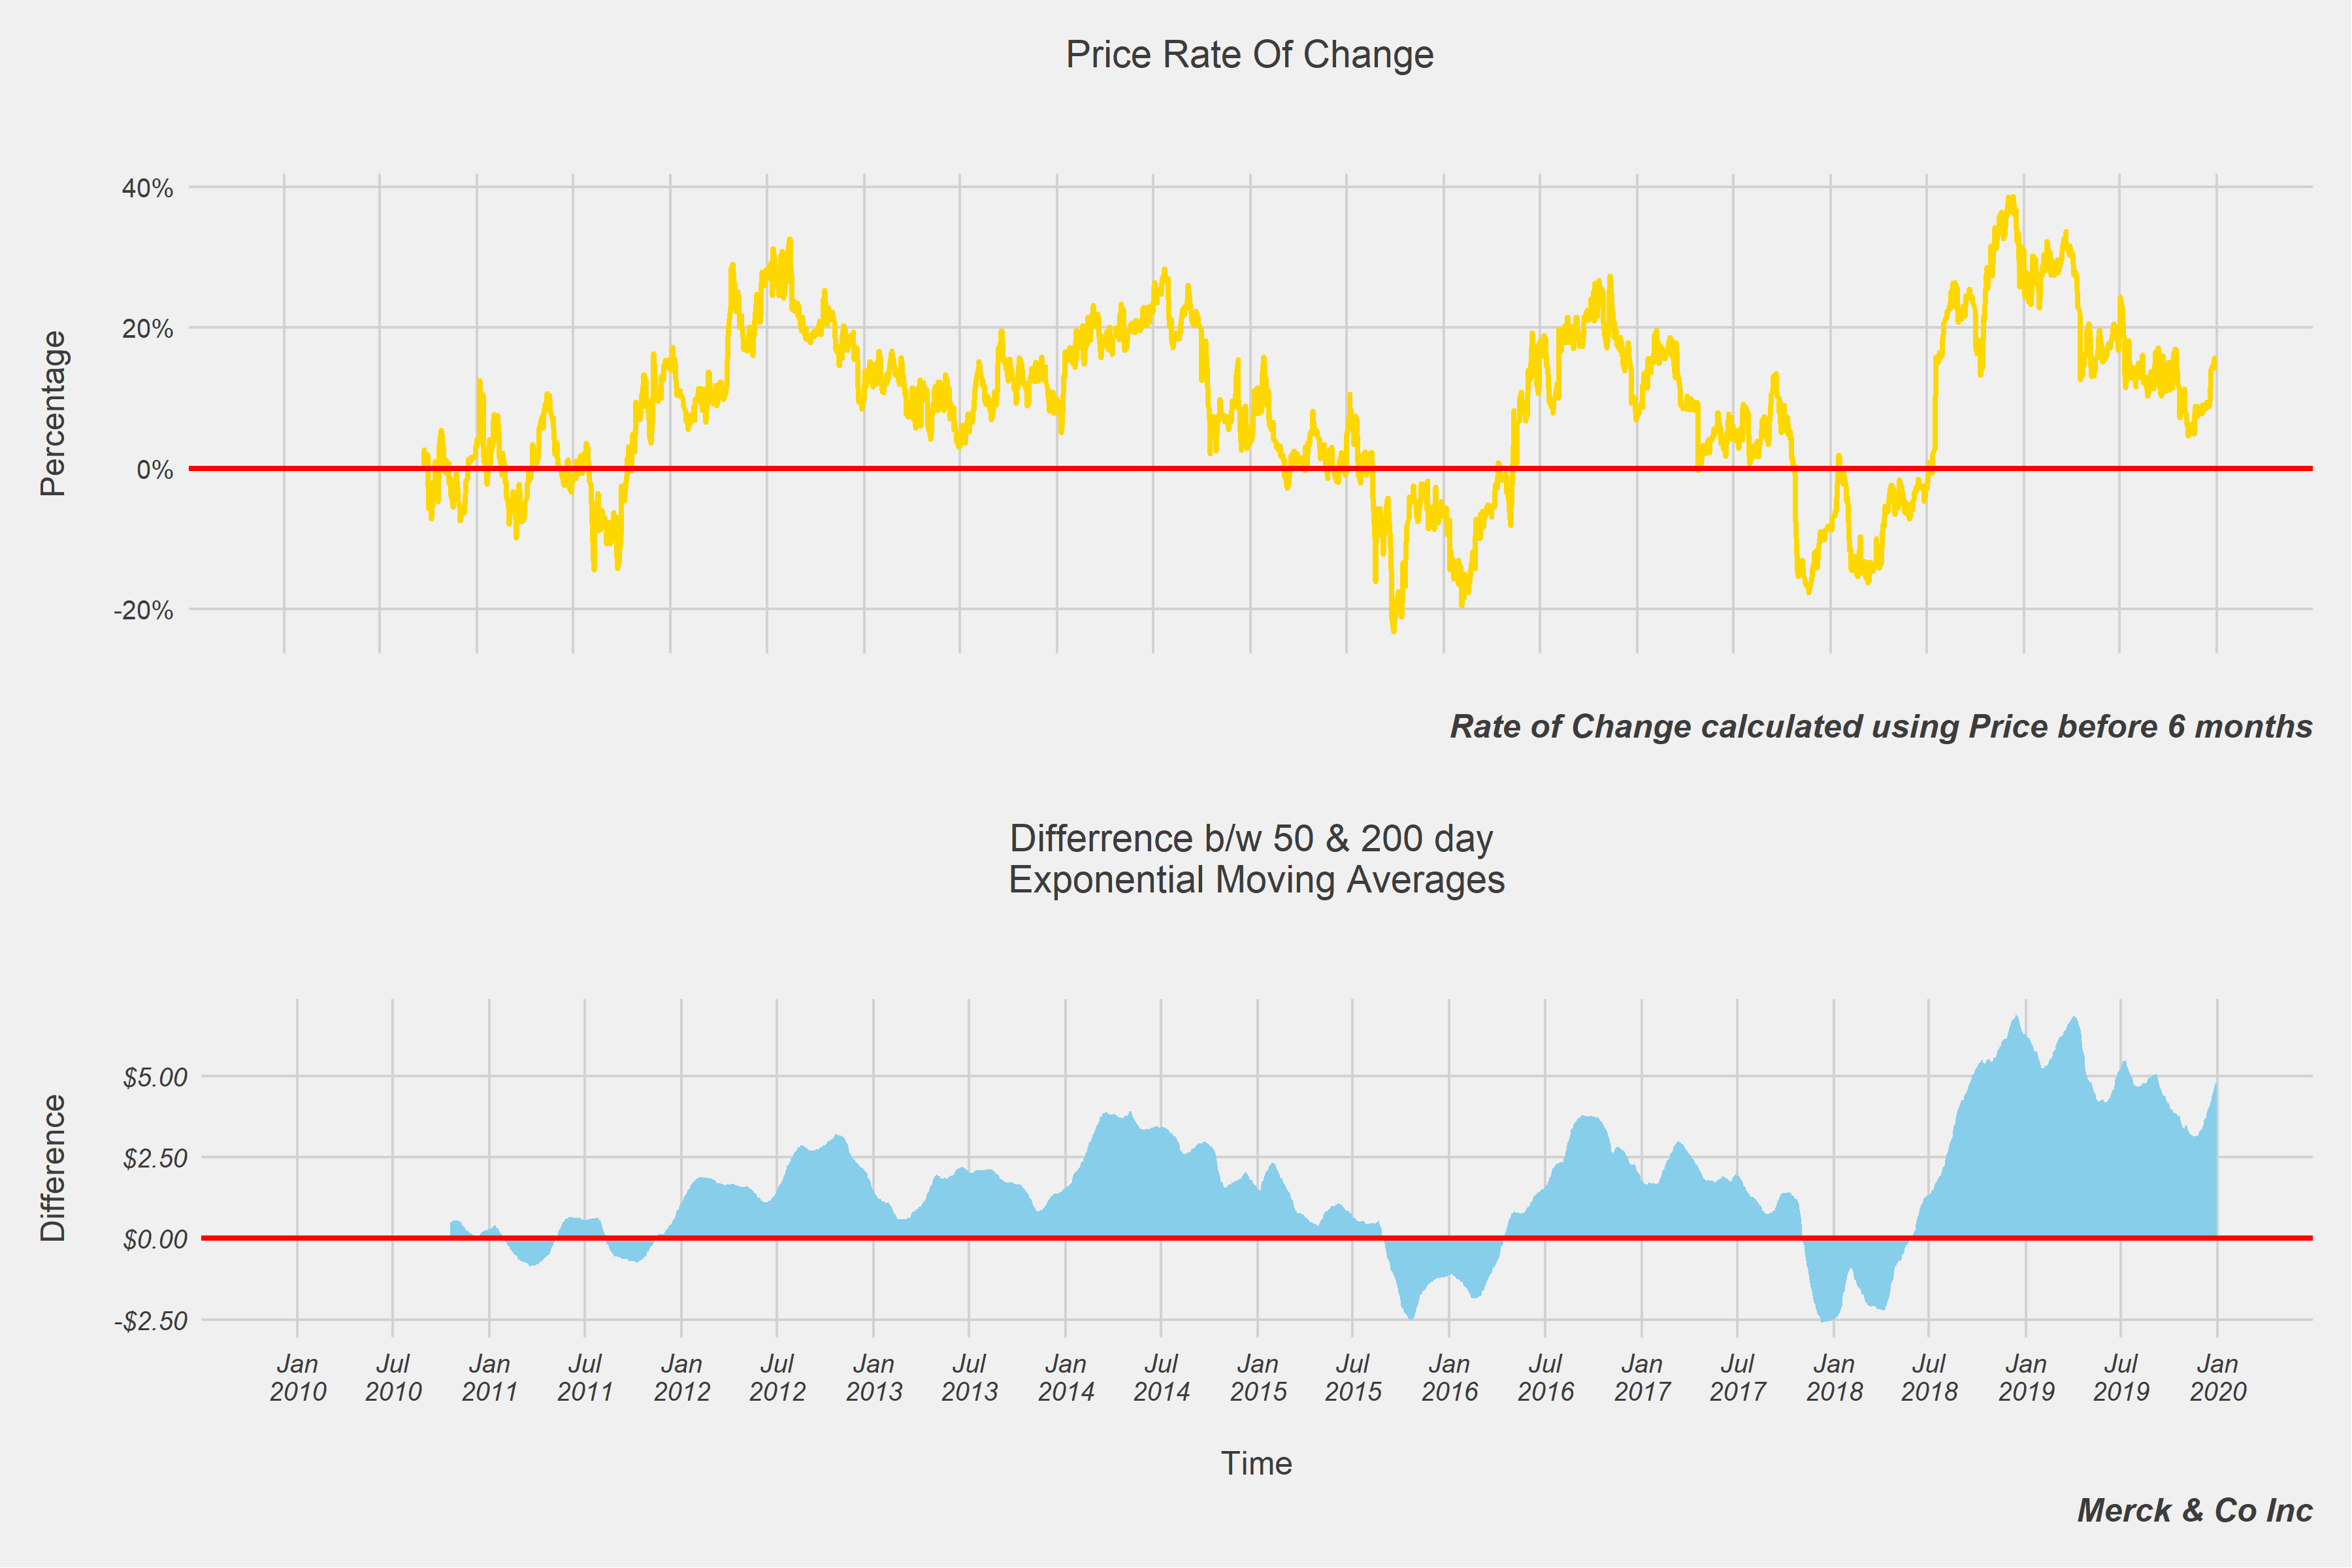 Price Rate Of Change
40%
20%
0%
-20%
Percentage
Rate of Change calculated using Price before 6 months
Differrence b/w 50 & 200 day
Exponential Moving Averages
$5.00
$2.50
$0.00
-$2.50
Difference
Jan Jul Jan Jul Jan Jul Jan Jul Jan Jul Jan Jul Jan Jul Jan Jul Jan Jul Jan Jul Jan
2010 2010 2011 2011 2012 2012 2013 2013 2014 2014 2015 2015 2016 2016 2017 2017 2018 2018 2019 2019 2020
Time
Merck & Co Inc